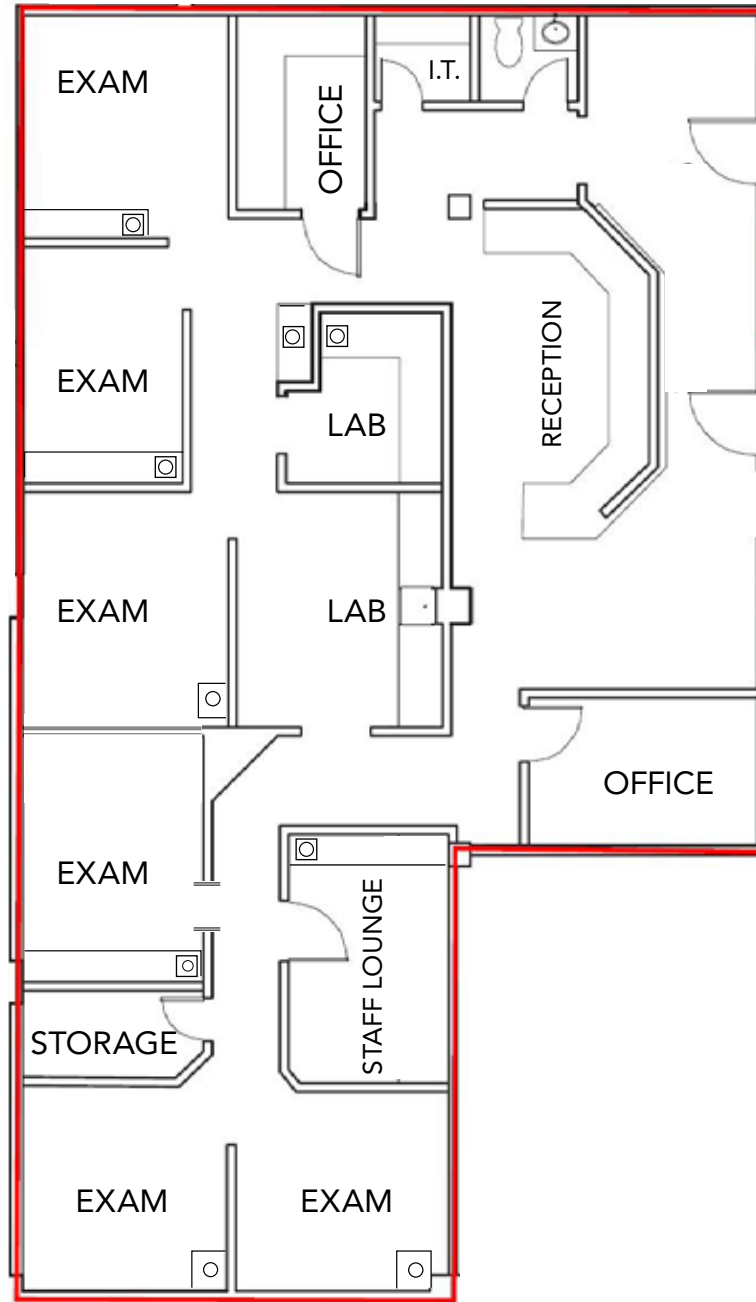 EXAM
OFFICE
I.T.
EXAM
RECEPTION
LAB
EXAM
LAB
OFFICE
EXAM
STAFF LOUNGE
STORAGE
EXAM
EXAM